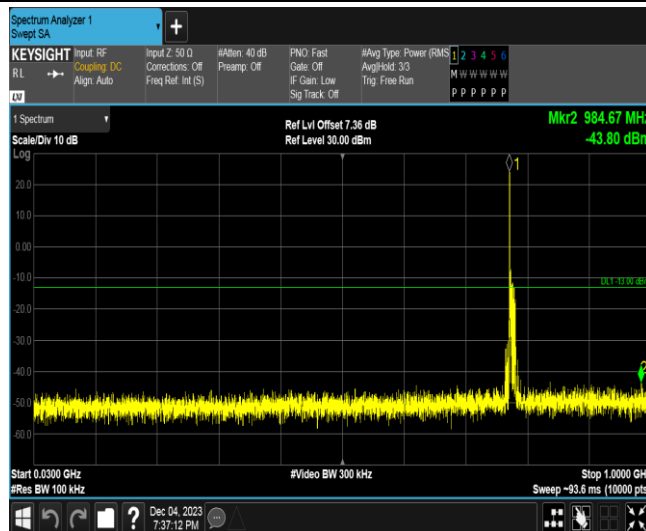 Spectrum Analyzer 1
Swept SA
+
KEYSIGHT
RL
Input: RF
Coupling: DC
Align: Auto
Input Z: 50 Ω
Corrections: Off
Freq Ref: Int (S)
#Atten: 40 dB
Preamp: Off
PNO: Fast
Gate: Off
IF Gain: Low
Sig Track: Off
#Avg Type: Power (RMS
Avg|Hold: 3/3
Trig: Free Run
1 2 3 4 5 6
M W W W W W
P P P P P P
1 Spectrum
Scale/Div 10 dB
Log
Ref Lvl Offset 7.36 dB
Ref Level 30.00 dBm
Mkr2 984.67 MHz
-43.80 dBm
1
20.0
10.0
0.00
-10.0
DL1 -13.00 dBm
-20.0
-30.0
-40.0
2
-50.0
-60.0
Start 0.0300 GHz
#Res BW 100 kHz
#Video BW 300 kHz
Stop 1.0000 GHz
Sweep ~93.6 ms (10000 pts
?
Dec 04, 2023
7:37:12 PM